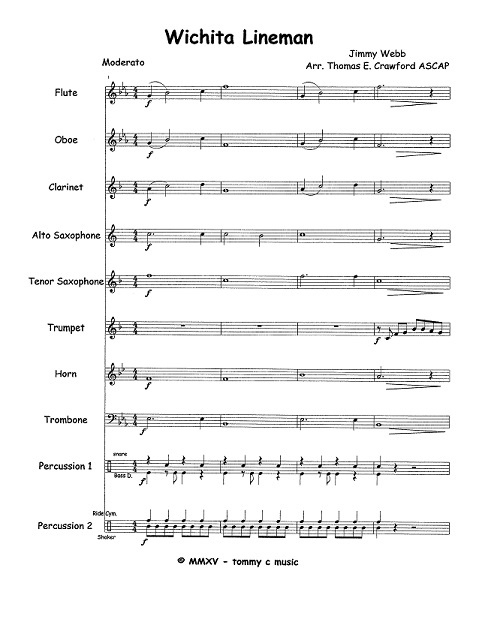 Wichita Lineman
Jimmy Webb
Moderato
Arr. Thomas E. Crawford ASCAP
1
Flute
f
Oboe
f
Clarinet
f
Alto Saxophone
f
Tenor Saxophone
f
Trumpet
f
Horn
f
Trombone
f
snare
Percussion 1
Bass D.
f
Ride Cym.
Percussion 2
Shaker
f
© MMXV - tommy c music